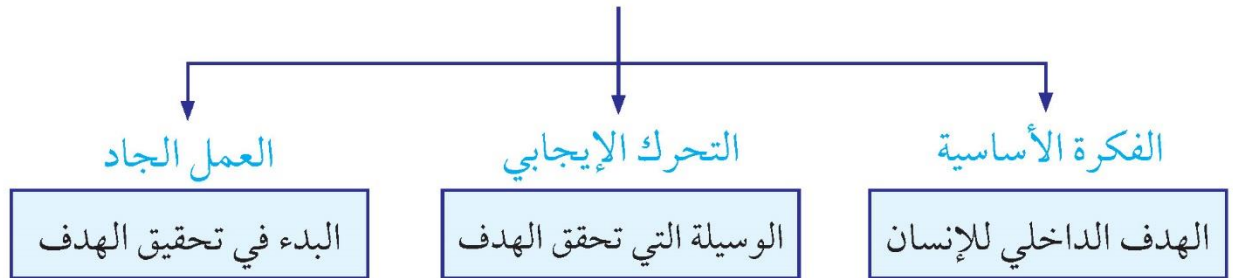 الفكرة الأساسية
التحرك الإيجابي
العمل الجاد
الهدف الداخلي للإنسان
الوسيلة التي تحقق الهدف
البدء في تحقيق الهدف